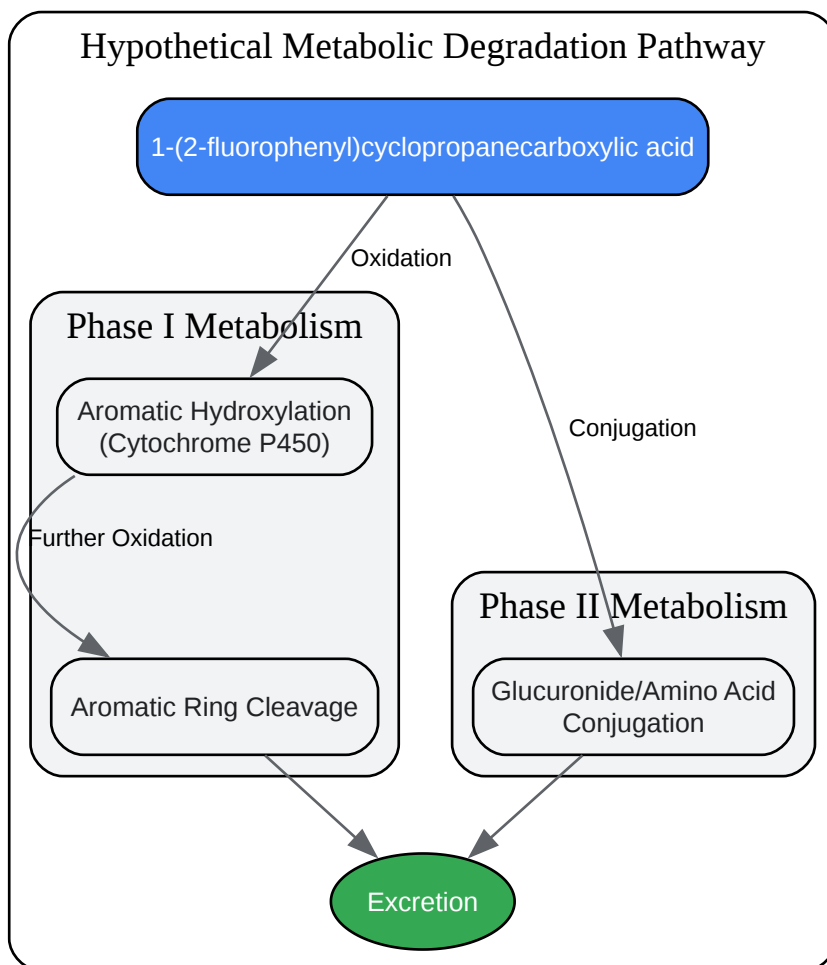 Hypothetical Metabolic Degradation Pathway
1-(2-fluorophenyl)cyclopropanecarboxylic acid
Oxidation
Phase I Metabolism
Aromatic Hydroxylation
(Cytochrome P450)
Conjugation
Further Oxidation
Phase II Metabolism
Aromatic Ring Cleavage
Glucuronide/Amino Acid
Conjugation
Excretion